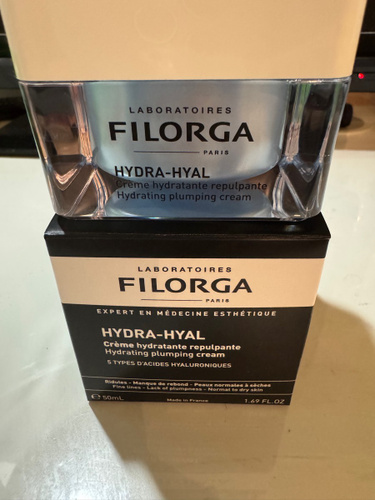 LABORATOIRES
FILORGA
PARIS
HYDRA-HYAL
Crème hydratante repulpante
Hydrating plumping cream
LABORATOIRES
FILORGA
PARIS
EXPERT EN MÉDECINE ESTHÉTIQUE
HYDRA-HYAL
Crème hydratante repulpante
Hydrating plumping cream
5 TYPES D'ACIDES HYALURONIQUES
Ridules - Manque de rebond - Peaux normales à sèches
Fine lines - Lack of plumpness - Normal to dry skin
℮ 50mL Made in France 1.69 FL.OZ